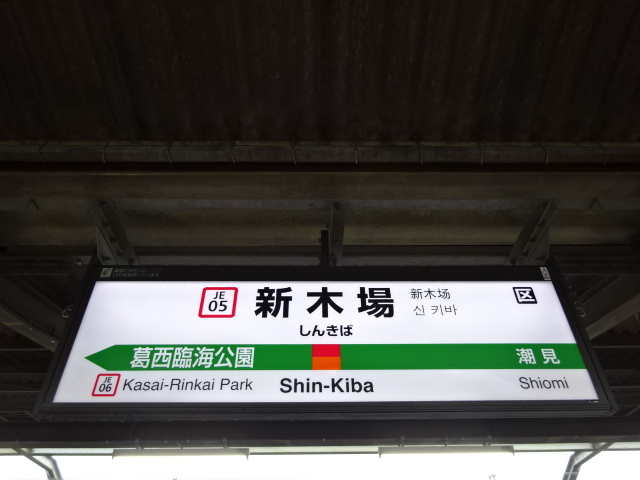 JE
05
新木場
新木场
신 키바
区
しんきば
葛西臨海公園
潮見
JE
06
Kasai-Rinkai Park
Shin-Kiba
Shiomi